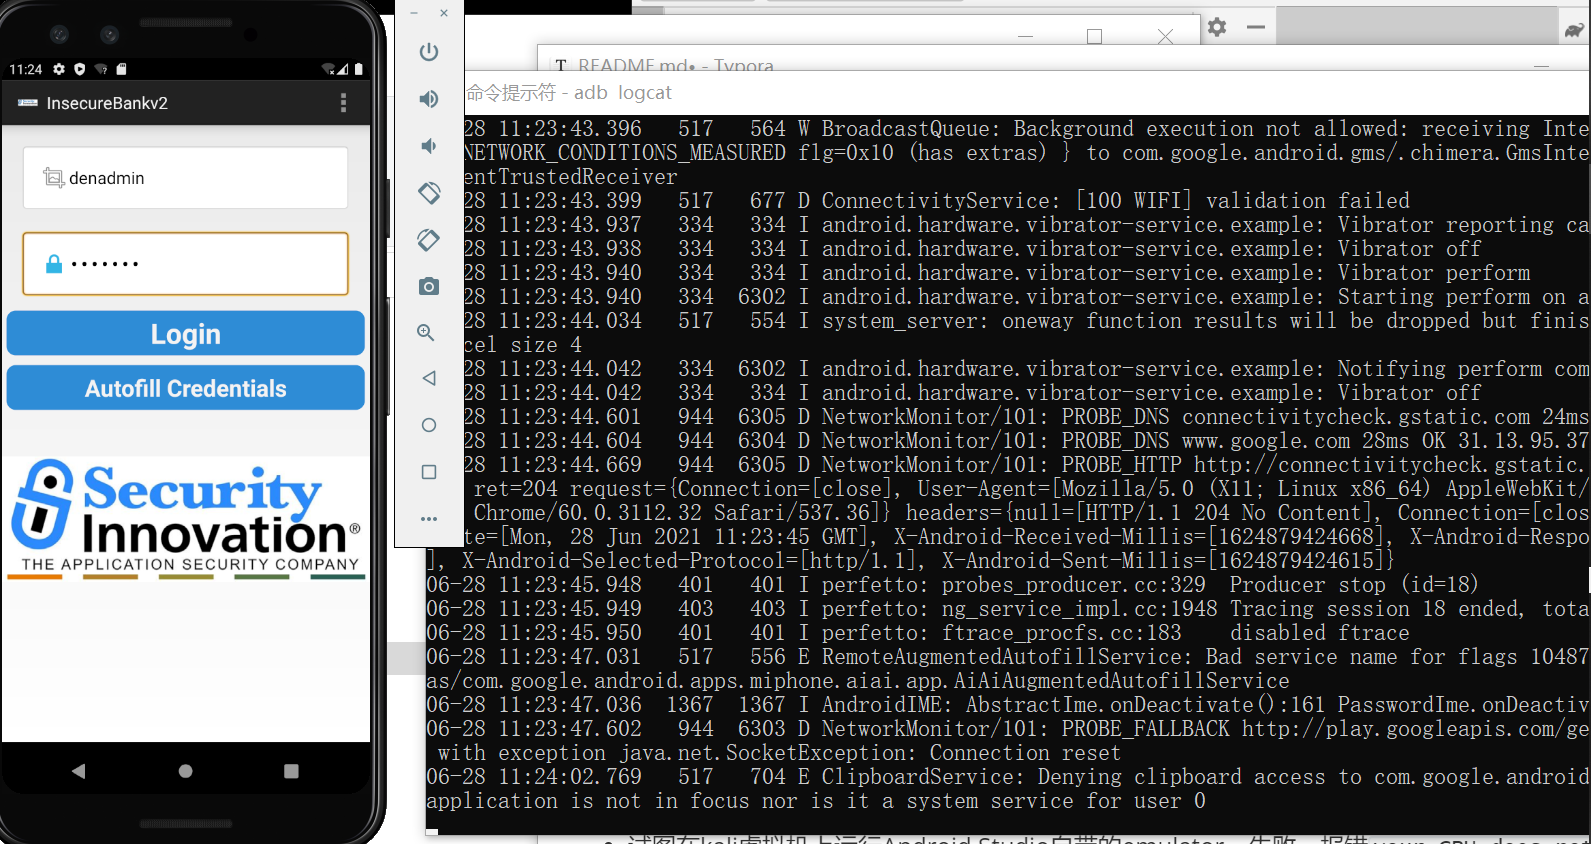 11:24
InsecureBankv2
denadmin
Login
Autofill Credentials
Security
Innovation®
THE APPLICATION SECURITY COMPANY
README.md• - Typora
命令提示符 - adb logcat
28 11:23:43.396 517 564 W BroadcastQueue: Background execution not allowed: receiving Inte
NETWORK_CONDITIONS_MEASURED flg=0x10 (has extras) } to com.google.android.gms/.chimera.GmsInte
entTrustedReceiver
28 11:23:43.399 517 677 D ConnectivityService: [100 WIFI] validation failed
28 11:23:43.937 334 334 I android.hardware.vibrator-service.example: Vibrator reporting ca
28 11:23:43.938 334 334 I android.hardware.vibrator-service.example: Vibrator off
28 11:23:43.940 334 334 I android.hardware.vibrator-service.example: Vibrator perform
28 11:23:43.940 334 6302 I android.hardware.vibrator-service.example: Starting perform on a
28 11:23:44.034 517 554 I system_server: oneway function results will be dropped but finis
cel size 4
28 11:23:44.042 334 6302 I android.hardware.vibrator-service.example: Notifying perform com
28 11:23:44.042 334 334 I android.hardware.vibrator-service.example: Vibrator off
28 11:23:44.601 944 6305 D NetworkMonitor/101: PROBE_DNS connectivitycheck.gstatic.com 24ms
28 11:23:44.604 944 6304 D NetworkMonitor/101: PROBE_DNS www.google.com 28ms OK 31.13.95.37
28 11:23:44.669 944 6305 D NetworkMonitor/101: PROBE_HTTP http://connectivitycheck.gstatic.
ret=204 request={Connection=[close], User-Agent=[Mozilla/5.0 (X11; Linux x86_64) AppleWebKit/
Chrome/60.0.3112.32 Safari/537.36]} headers={null=[HTTP/1.1 204 No Content], Connection=[clos
te=[Mon, 28 Jun 2021 11:23:45 GMT], X-Android-Received-Millis=[1624879424668], X-Android-Respo
], X-Android-Selected-Protocol=[http/1.1], X-Android-Sent-Millis=[1624879424615]}
06-28 11:23:45.948 401 401 I perfetto: probes_producer.cc:329 Producer stop (id=18)
06-28 11:23:45.949 403 403 I perfetto: ng_service_impl.cc:1948 Tracing session 18 ended, tota
06-28 11:23:45.950 401 401 I perfetto: ftrace_procfs.cc:183 disabled ftrace
06-28 11:23:47.031 517 556 E RemoteAugmentedAutofillService: Bad service name for flags 10487
as/com.google.android.apps.miphone.aiai.app.AiAiAugmentedAutofillService
06-28 11:23:47.036 1367 1367 I AndroidIME: AbstractIme.onDeactivate():161 PasswordIme.onDeactiv
06-28 11:23:47.602 944 6303 D NetworkMonitor/101: PROBE_FALLBACK http://play.googleapis.com/ge
with exception java.net.SocketException: Connection reset
06-28 11:24:02.769 517 704 E ClipboardService: Denying clipboard access to com.google.android
application is not in focus nor is it a system service for user 0